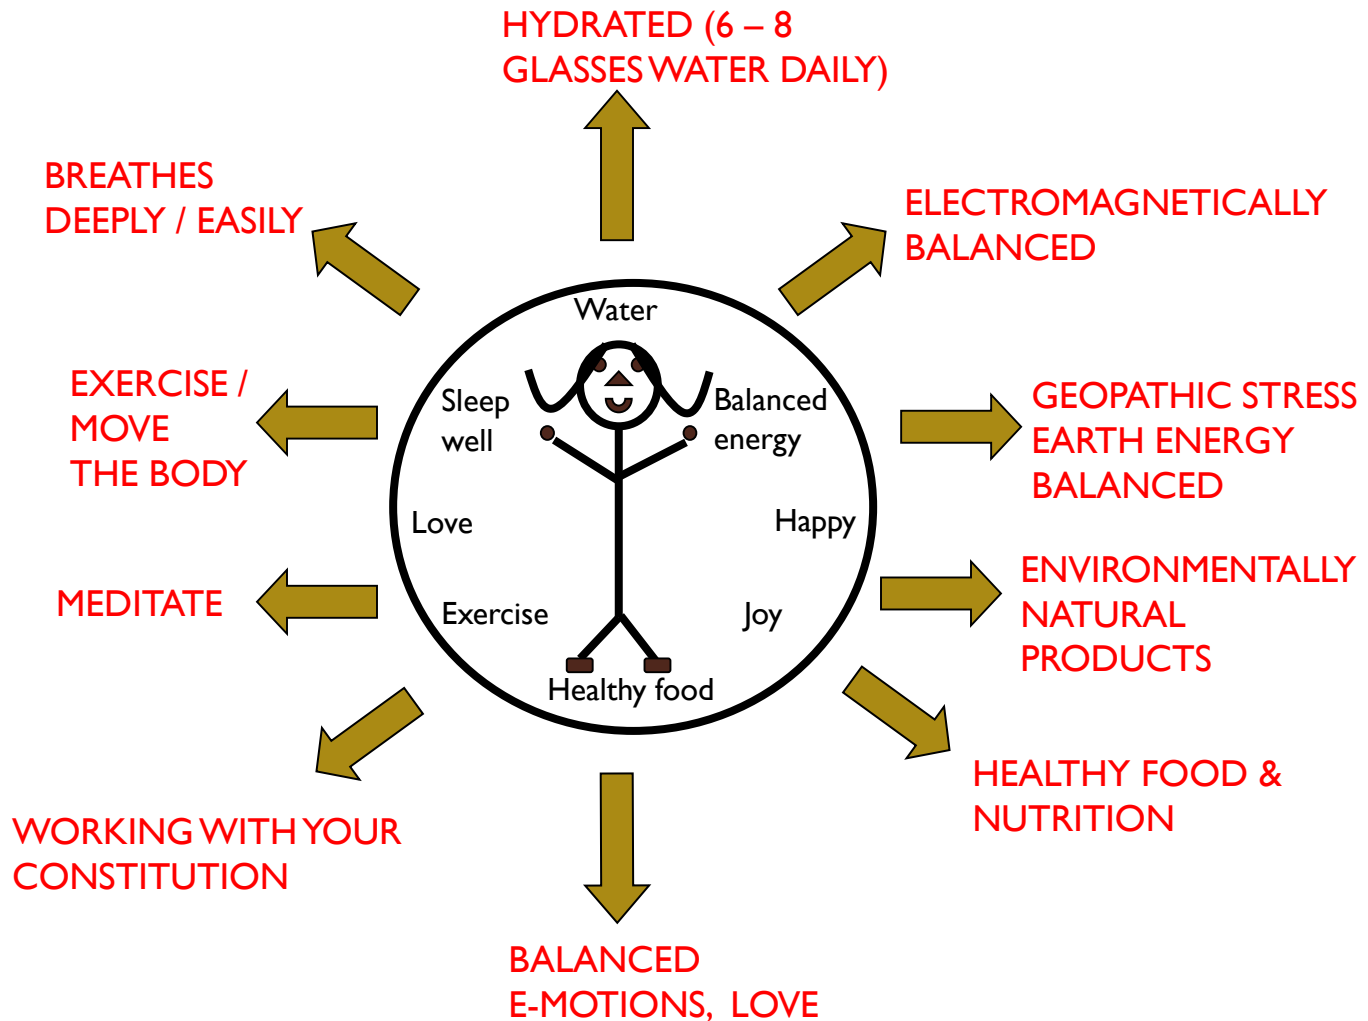 HYDRATED (6 – 8
GLASSES WATER DAILY)
BREATHES
DEEPLY / EASILY
ELECTROMAGNETICALLY
BALANCED
Water
EXERCISE /
MOVE
THE BODY
Sleep
well
Balanced
energy
GEOPATHIC STRESS
EARTH ENERGY
BALANCED
Love
Happy
MEDITATE
Exercise
Joy
ENVIRONMENTALLY
NATURAL
PRODUCTS
Healthy food
HEALTHY FOOD &
NUTRITION
WORKING WITH YOUR
CONSTITUTION
BALANCED
E-MOTIONS, LOVE